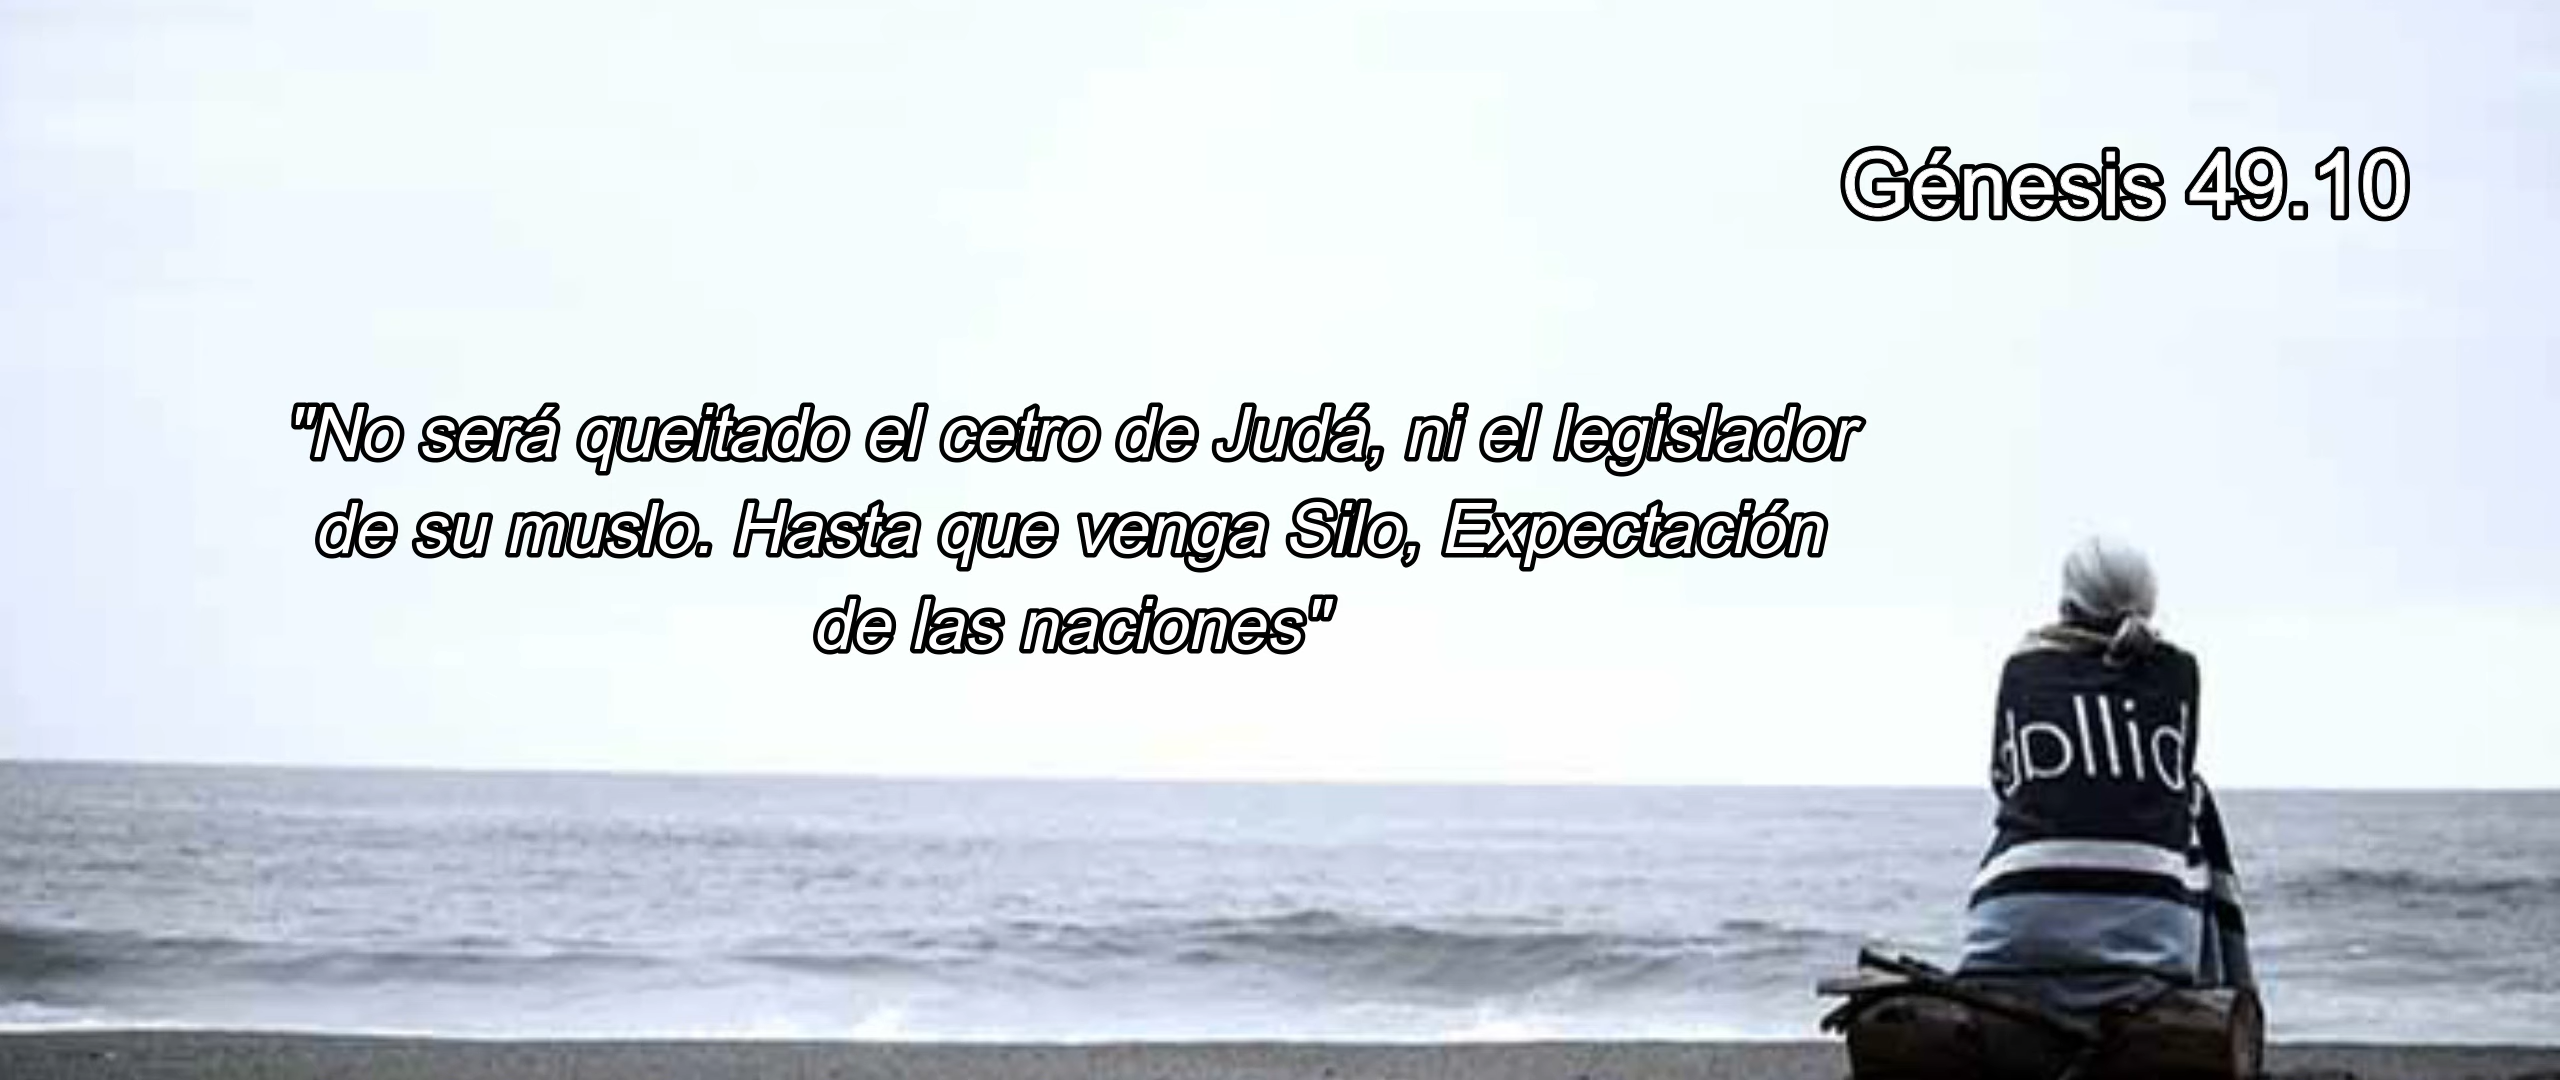 Génesis 49.10
"No será queitado el cetro de Judá, ni el legislador
de su muslo. Hasta que venga Silo, Expectación
de las naciones"